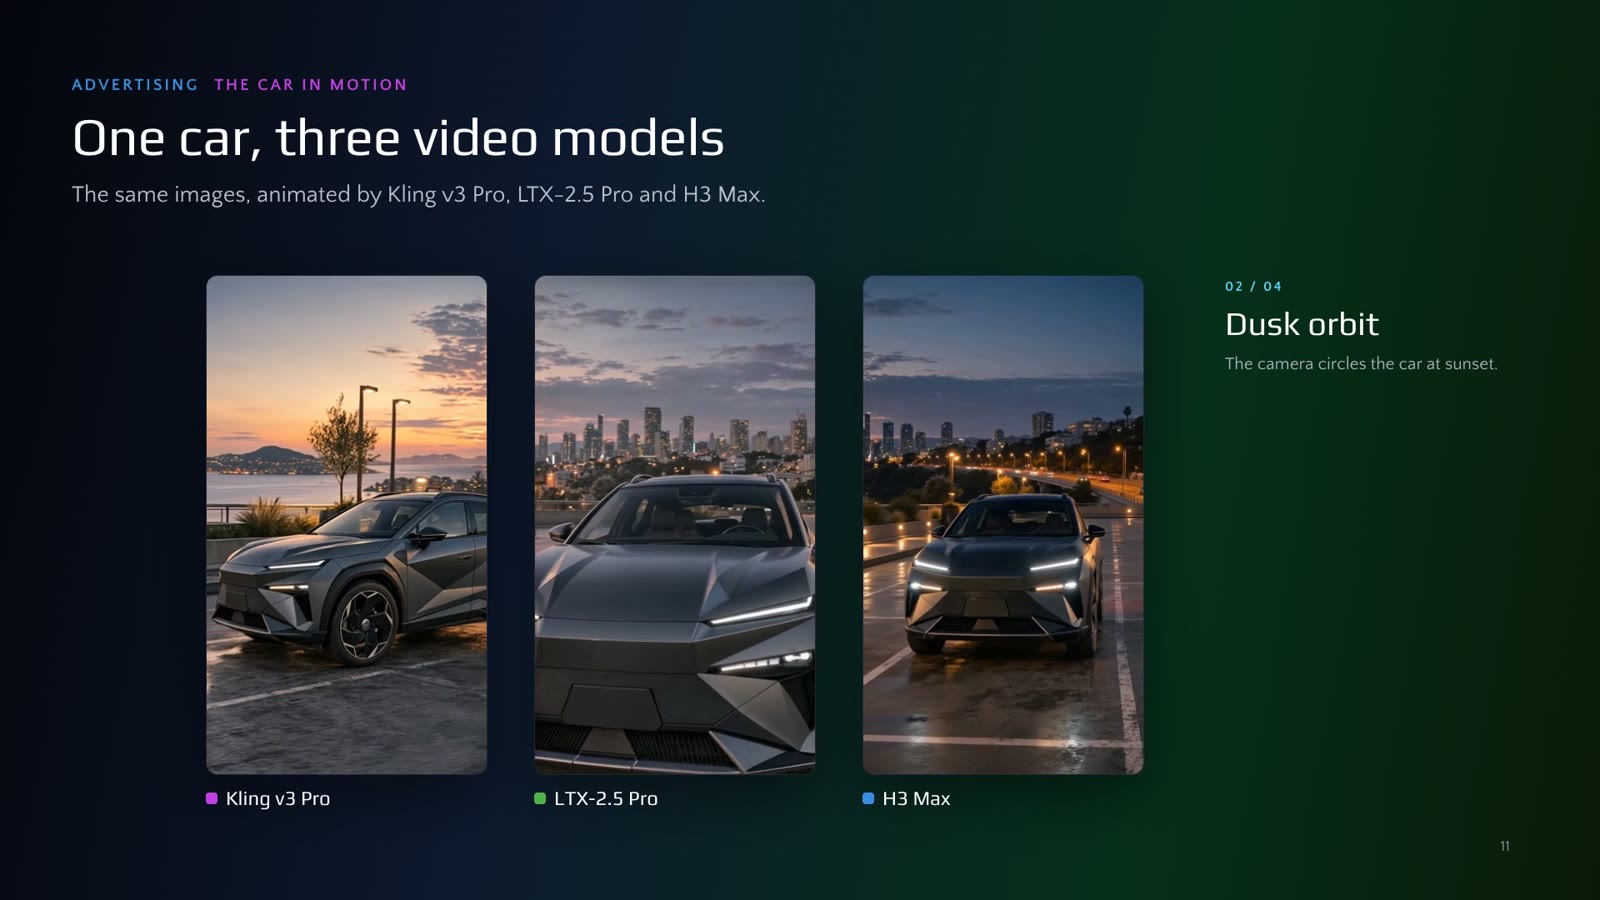 ADVERTISING THE CAR IN MOTION
One car, three video models
The same images, animated by Kling v3 Pro, LTX-2.5 Pro and H3 Max.
02 / 04
Dusk orbit
The camera circles the car at sunset.
Kling v3 Pro
LTX-2.5 Pro
H3 Max
11